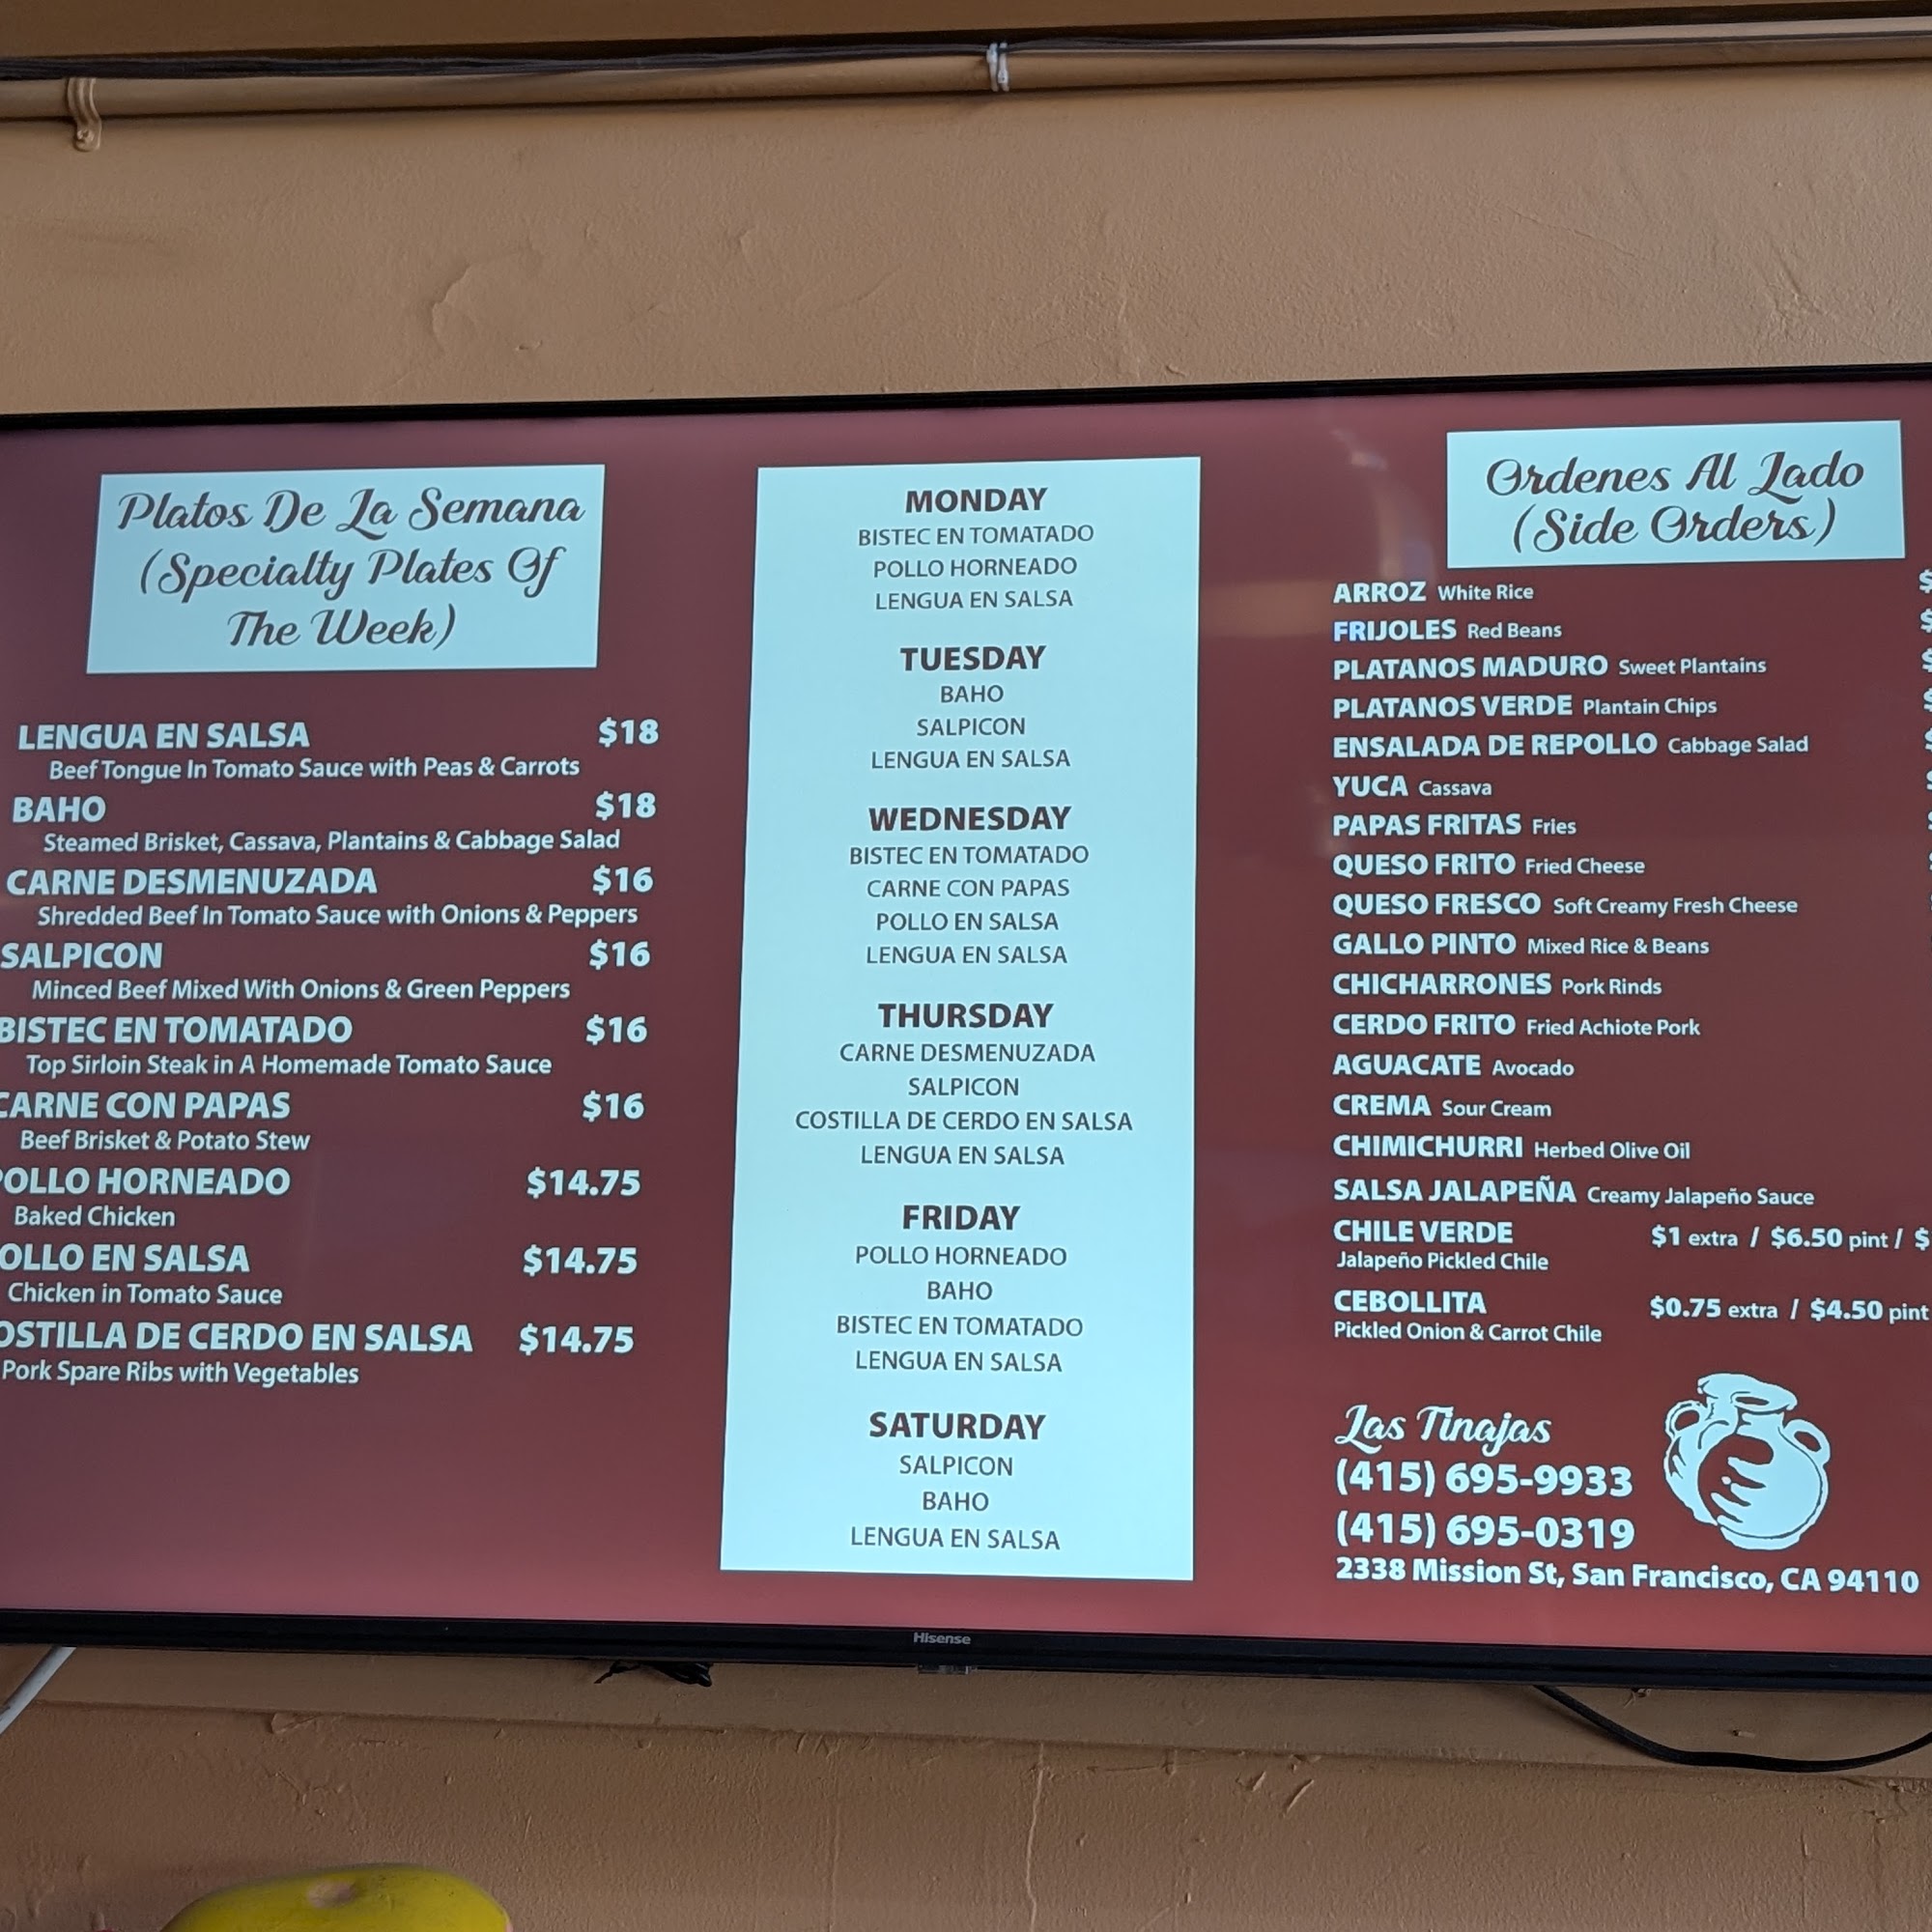 Platos De La Semana
(Specialty Plates Of
The Week)
LENGUA EN SALSA $18
Beef Tongue In Tomato Sauce with Peas & Carrots
BAHO $18
Steamed Brisket, Cassava, Plantains & Cabbage Salad
CARNE DESMENUZADA $16
Shredded Beef In Tomato Sauce with Onions & Peppers
SALPICON $16
Minced Beef Mixed With Onions & Green Peppers
BISTEC EN TOMATADO $16
Top Sirloin Steak in A Homemade Tomato Sauce
CARNE CON PAPAS $16
Beef Brisket & Potato Stew
POLLO HORNEADO $14.75
Baked Chicken
OLLO EN SALSA $14.75
Chicken in Tomato Sauce
OSTILLA DE CERDO EN SALSA $14.75
Pork Spare Ribs with Vegetables
MONDAY
BISTEC EN TOMATADO
POLLO HORNEADO
LENGUA EN SALSA
TUESDAY
BAHO
SALPICON
LENGUA EN SALSA
WEDNESDAY
BISTEC EN TOMATADO
CARNE CON PAPAS
POLLO EN SALSA
LENGUA EN SALSA
THURSDAY
CARNE DESMENUZADA
SALPICON
COSTILLA DE CERDO EN SALSA
LENGUA EN SALSA
FRIDAY
POLLO HORNEADO
BAHO
BISTEC EN TOMATADO
LENGUA EN SALSA
SATURDAY
SALPICON
BAHO
LENGUA EN SALSA
Ordenes Al Lado
(Side Orders)
ARROZ White Rice $
FRIJOLES Red Beans $
PLATANOS MADURO Sweet Plantains $
PLATANOS VERDE Plantain Chips $
ENSALADA DE REPOLLO Cabbage Salad $
YUCA Cassava
PAPAS FRITAS Fries
QUESO FRITO Fried Cheese
QUESO FRESCO Soft Creamy Fresh Cheese
GALLO PINTO Mixed Rice & Beans
CHICHARRONES Pork Rinds
CERDO FRITO Fried Achiote Pork
AGUACATE Avocado
CREMA Sour Cream
CHIMICHURRI Herbed Olive Oil
SALSA JALAPEÑA Creamy Jalapeño Sauce
CHILE VERDE $1 extra / $6.50 pint / $
Jalapeño Pickled Chile
CEBOLLITA $0.75 extra / $4.50 pint
Pickled Onion & Carrot Chile
Las Tinajas
(415) 695-9933
(415) 695-0319
2338 Mission St, San Francisco, CA 94110
Hisense